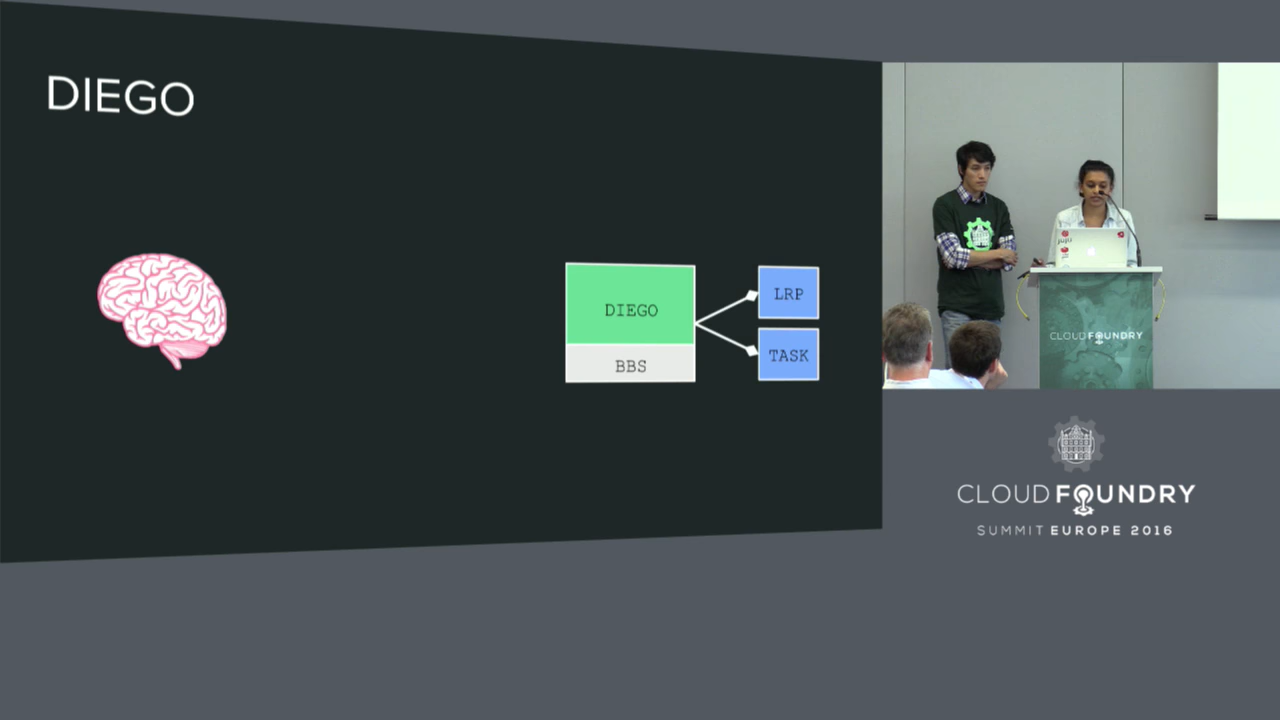 DIEGO
DIEGO
BBS
LRP
TASK
CLOUD FOUNDRY
CLOUD FOUNDRY
SUMMIT EUROPE 2016